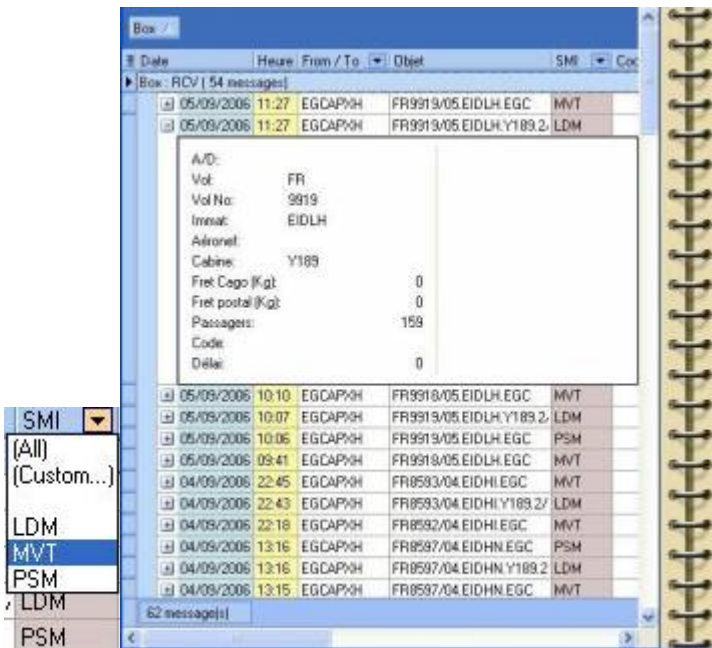 Box
Date Heure From / To Objet SMI Coc
Box : RCV ( 54 messages)
05/09/2006 11:27 EGCAPXH FR9919/05.EIDLH.EGC MVT
05/09/2006 11:27 EGCAPXH FR9919/05.EIDLH.Y189.2/ LDM
A/D:
Vol: FR
Vol No: 9919
Immat: EIDLH
Aéronef:
Cabine: Y189
Fret Cago (Kg): 0
Fret postal (Kg): 0
Passagers: 159
Code:
Délai: 0
05/09/2006 10:10 EGCAPXH FR9918/05.EIDLH.EGC MVT
05/09/2006 10:07 EGCAPXH FR9919/05.EIDLH.Y189.2/ LDM
05/09/2006 10:06 EGCAPXH FR9919/05.EIDLH.EGC PSM
05/09/2006 09:41 EGCAPXH FR9918/05.EIDLH.EGC MVT
04/09/2006 22:45 EGCAPXH FR8593/04.EIDHI.EGC MVT
04/09/2006 22:43 EGCAPXH FR8593/04.EIDHI.Y189.2/ LDM
04/09/2006 22:18 EGCAPXH FR8592/04.EIDHI.EGC MVT
04/09/2006 13:16 EGCAPXH FR8597/04.EIDHN.EGC PSM
04/09/2006 13:16 EGCAPXH FR8597/04.EIDHN.Y189.2 LDM
04/09/2006 13:15 EGCAPXH FR8597/04.EIDHN.EGC MVT
62 message(s)
SMI
(All)
(Custom...)
LDM
MVT
PSM
LDM
PSM